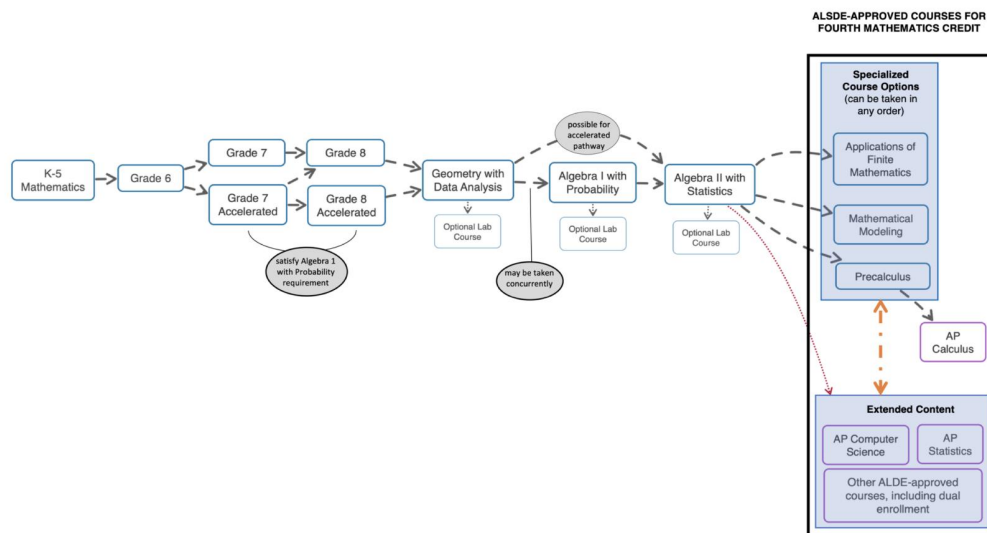 ALSDE-APPROVED COURSES FOR
FOURTH MATHEMATICS CREDIT
Specialized
Course Options
(can be taken in
any order)
possible for
accelerated
pathway
K-5
Mathematics
Grade 6
Grade 7
Grade 8
Grade 7
Accelerated
Grade 8
Accelerated
Geometry with
Data Analysis
Algebra I with
Probability
Algebra II with
Statistics
Applications of
Finite
Mathematics
Mathematical
Modeling
Precalculus
Optional Lab
Course
Optional Lab
Course
Optional Lab
Course
satisfy Algebra 1
with Probability
requirement
may be taken
concurrently
AP
Calculus
Extended Content
AP Computer
Science
AP
Statistics
Other ALDE-approved
courses, including dual
enrollment